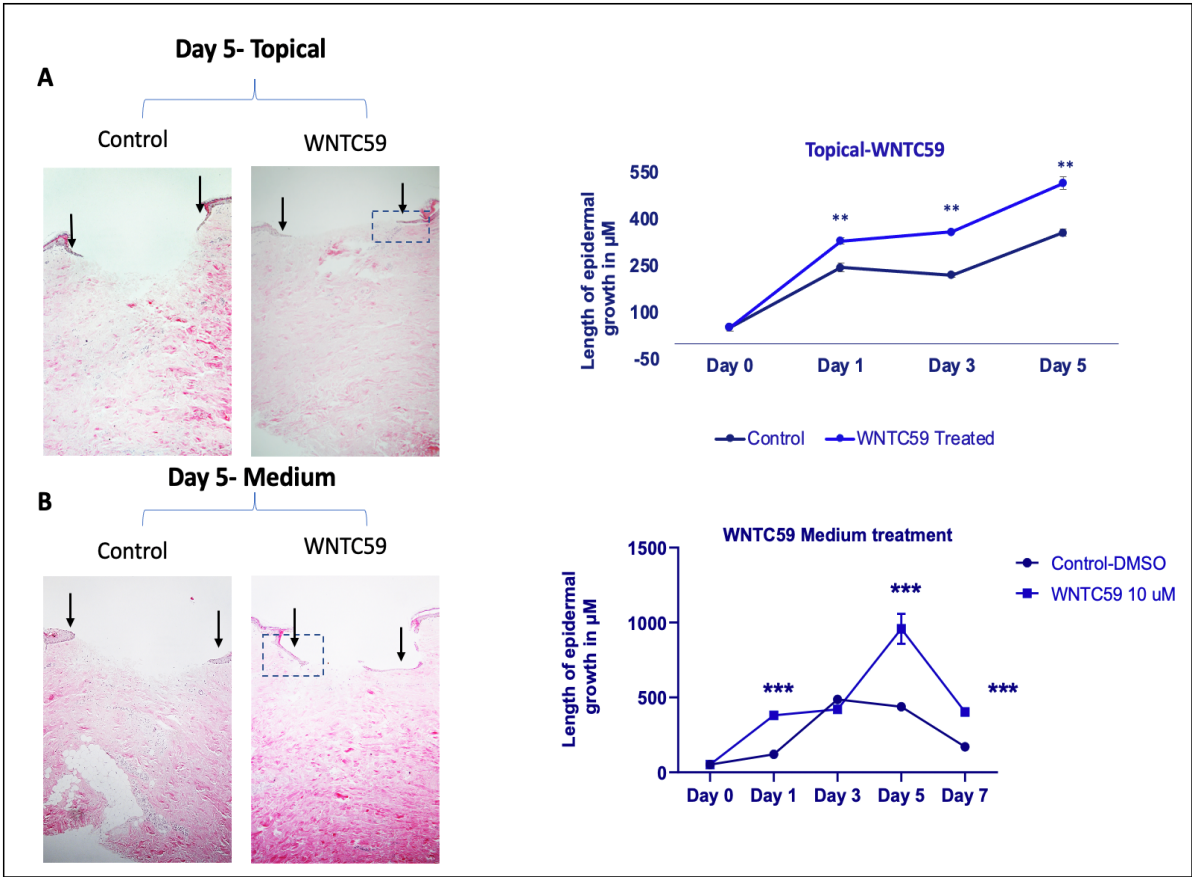 Day 5- Topical
A
Control
WNTC59
Topical-WNTC59
Length of epidermal
growth in µM
550
400
250
100
-50
**
**
**
Day 0
Day 1
Day 3
Day 5
Control
WNTC59 Treated
Day 5- Medium
B
Control
WNTC59
WNTC59 Medium treatment
Length of epidermal
growth in µM
1500
1000
500
0
***
***
***
Day 0
Day 1
Day 3
Day 5
Day 7
Control-DMSO
WNTC59 10 uM